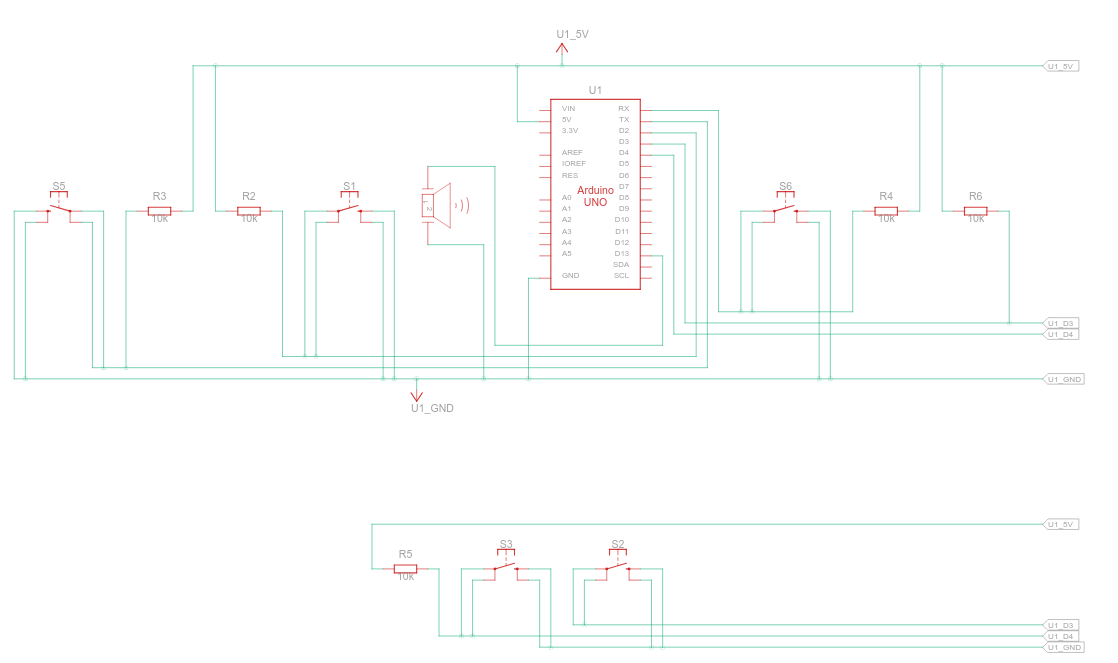 U1_5V
U1_5V
U1
VIN RX
5V TX
3.3V D2
D3
AREF D4
IOREF D5
RES D6
D7
A0 D8
A1 D9
A2 D10
A3 D11
A4 D12
A5 D13
SDA
GND SCL
Arduino
UNO
S5
R3
10k
R2
10k
S1
1 2
S6
R4
10k
R6
10k
U1_D3
U1_D4
U1_GND
U1_GND
U1_5V
R5
10k
S3
S2
U1_D3
U1_D4
U1_GND